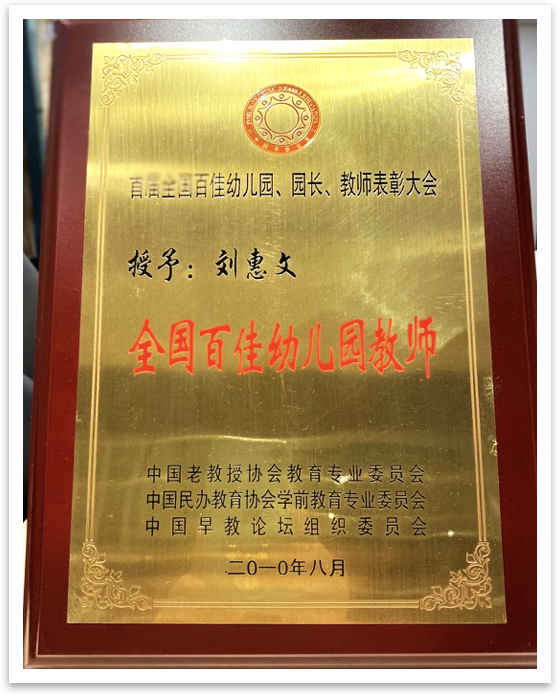 首届全国百佳幼儿园、园长、教师表彰大会
授予：刘惠文
全国百佳幼儿园教师
中国老教授协会教育专业委员会
中国民办教育协会学前教育专业委员会
中国早教论坛组织委员会
二0一0年八月